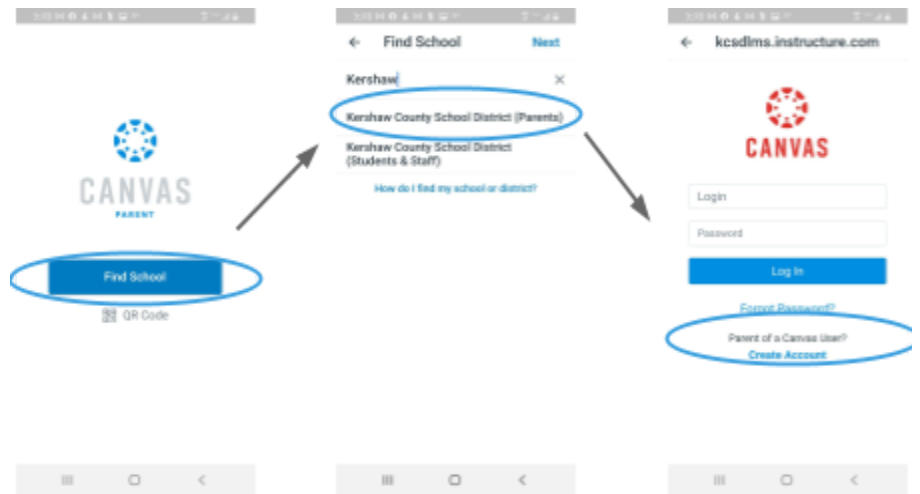 CANVAS
PARENT
Find School
QR Code
Find School
Next
Kershaw
Kershaw County School District (Parents)
Kershaw County School District
(Students & Staff)
How do I find my school or district?
kcsdlms.instructure.com
CANVAS
Login
Password
Log In
Forgot Password?
Parent of a Canvas User?
Create Account